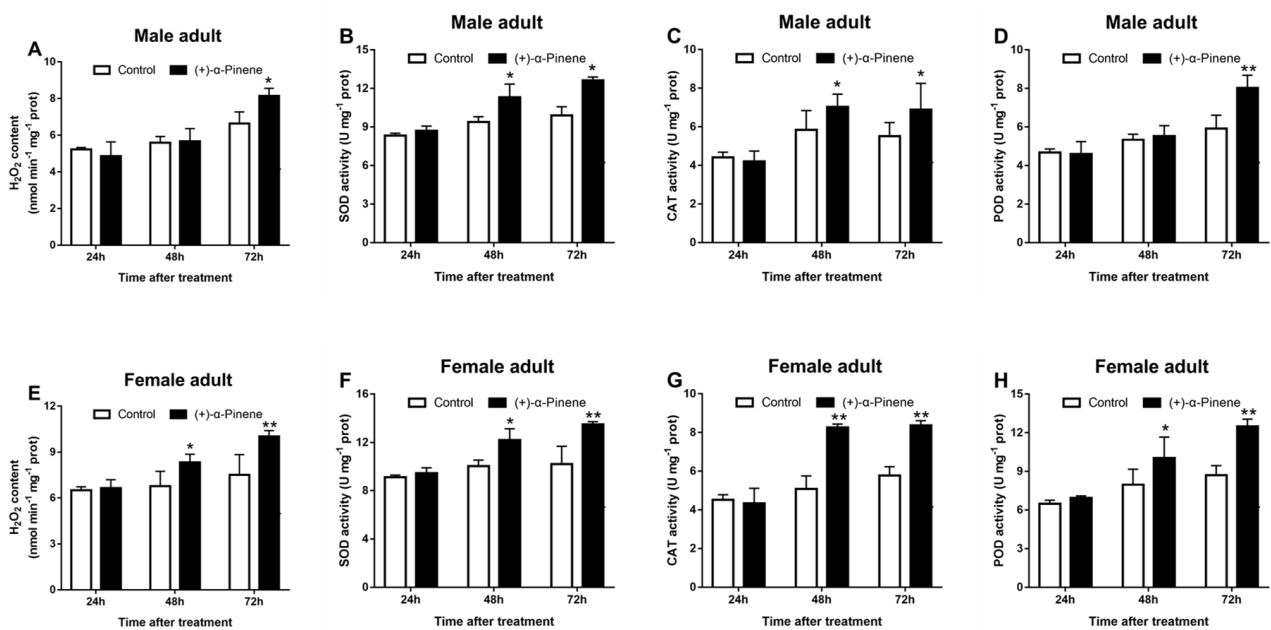 A
Male adult
Control
(+)-α-Pinene
H₂O₂ content
(nmol min⁻¹ mg⁻¹ prot)
10
8
6
4
2
0
*
24h
48h
72h
Time after treatment
B
Male adult
Control
(+)-α-Pinene
SOD activity (U mg⁻¹ prot)
15
12
9
6
3
0
*
*
24h
48h
72h
Time after treatment
C
Male adult
Control
(+)-α-Pinene
CAT activity (U mg⁻¹ prot)
10
8
6
4
2
0
*
*
24h
48h
72h
Time after treatment
D
Male adult
Control
(+)-α-Pinene
POD activity (U mg⁻¹ prot)
10
8
6
4
2
0
**
24h
48h
72h
Time after treatment
E
Female adult
Control
(+)-α-Pinene
H₂O₂ content
(nmol min⁻¹ mg⁻¹ prot)
12
9
6
3
0
*
**
24h
48h
72h
Time after treatment
F
Female adult
Control
(+)-α-Pinene
SOD activity (U mg⁻¹ prot)
16
12
8
4
0
*
**
24h
48h
72h
Time after treatment
G
Female adult
Control
(+)-α-Pinene
CAT activity (U mg⁻¹ prot)
10
8
6
4
2
0
**
**
24h
48h
72h
Time after treatment
H
Female adult
Control
(+)-α-Pinene
POD activity (U mg⁻¹ prot)
15
12
9
6
3
0
*
**
24h
48h
72h
Time after treatment